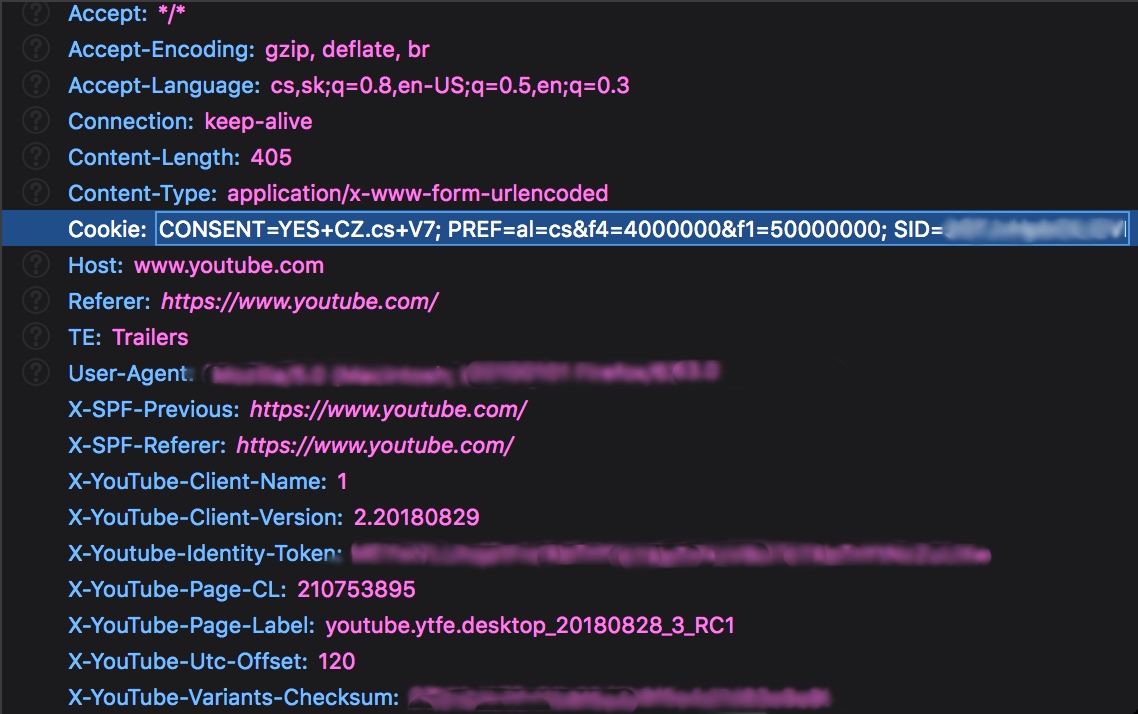 Accept: */*
Accept-Encoding: gzip, deflate, br
Accept-Language: cs,sk;q=0.8,en-US;q=0.5,en;q=0.3
Connection: keep-alive
Content-Length: 405
Content-Type: application/x-www-form-urlencoded
Cookie: CONSENT=YES+CZ.cs+V7; PREF=al=cs&f4=4000000&f1=50000000; SID=
Host: www.youtube.com
Referer: https://www.youtube.com/
TE: Trailers
User-Agent:
X-SPF-Previous: https://www.youtube.com/
X-SPF-Referer: https://www.youtube.com/
X-YouTube-Client-Name: 1
X-YouTube-Client-Version: 2.20180829
X-Youtube-Identity-Token:
X-YouTube-Page-CL: 210753895
X-YouTube-Page-Label: youtube.ytfe.desktop_20180828_3_RC1
X-YouTube-Utc-Offset: 120
X-YouTube-Variants-Checksum: